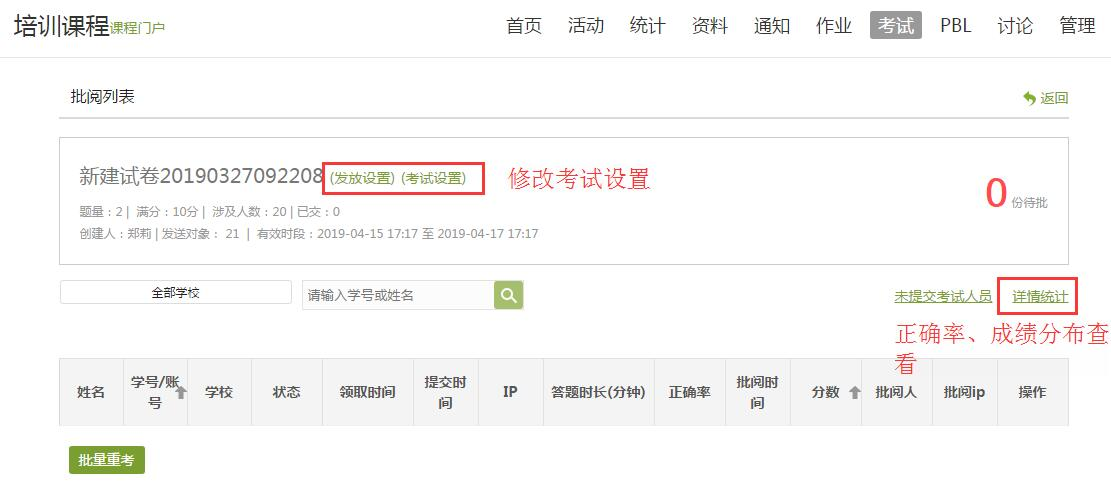 培训课程课程门户 首页 活动 统计 资料 通知 作业 考试 PBL 讨论 管理
批阅列表 返回
新建试卷20190327092208 (发放设置) (考试设置) 修改考试设置
题量：2 | 满分：10分 | 涉及人数：20 | 已交：0
0 份待批
创建人：郑莉 | 发送对象： 21 | 有效时段：2019-04-15 17:17 至 2019-04-17 17:17
全部学校 请输入学号或姓名 未提交考试人员 详情统计
正确率、成绩分布查
看
姓名 学号/账号 学校 状态 领取时间 提交时间 IP 答题时长(分钟) 正确率 批阅时间 分数 批阅人 批阅ip 操作
批量重考